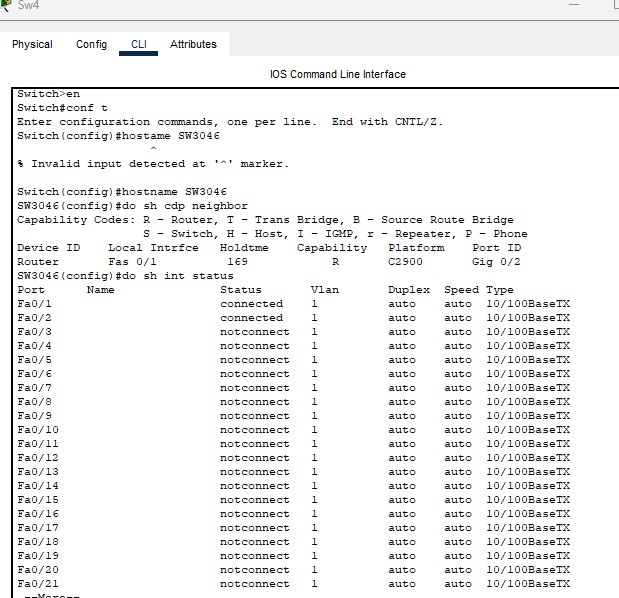 Sw4
Physical Config CLI Attributes
IOS Command Line Interface
Switch>en
Switch#conf t
Enter configuration commands, one per line. End with CNTL/Z.
Switch(config)#hostame SW3046
^
% Invalid input detected at '^' marker.
Switch(config)#hostname SW3046
SW3046(config)#do sh cdp neighbor
Capability Codes: R - Router, T - Trans Bridge, B - Source Route Bridge
S - Switch, H - Host, I - IGMP, r - Repeater, P - Phone
Device ID Local Intrfce Holdtme Capability Platform Port ID
Router Fas 0/1 169 R C2900 Gig 0/2
SW3046(config)#do sh int status
Port Name Status Vlan Duplex Speed Type
Fa0/1 connected 1 auto auto 10/100BaseTX
Fa0/2 connected 1 auto auto 10/100BaseTX
Fa0/3 notconnect 1 auto auto 10/100BaseTX
Fa0/4 notconnect 1 auto auto 10/100BaseTX
Fa0/5 notconnect 1 auto auto 10/100BaseTX
Fa0/6 notconnect 1 auto auto 10/100BaseTX
Fa0/7 notconnect 1 auto auto 10/100BaseTX
Fa0/8 notconnect 1 auto auto 10/100BaseTX
Fa0/9 notconnect 1 auto auto 10/100BaseTX
Fa0/10 notconnect 1 auto auto 10/100BaseTX
Fa0/11 notconnect 1 auto auto 10/100BaseTX
Fa0/12 notconnect 1 auto auto 10/100BaseTX
Fa0/13 notconnect 1 auto auto 10/100BaseTX
Fa0/14 notconnect 1 auto auto 10/100BaseTX
Fa0/15 notconnect 1 auto auto 10/100BaseTX
Fa0/16 notconnect 1 auto auto 10/100BaseTX
Fa0/17 notconnect 1 auto auto 10/100BaseTX
Fa0/18 notconnect 1 auto auto 10/100BaseTX
Fa0/19 notconnect 1 auto auto 10/100BaseTX
Fa0/20 notconnect 1 auto auto 10/100BaseTX
Fa0/21 notconnect 1 auto auto 10/100BaseTX
--More--